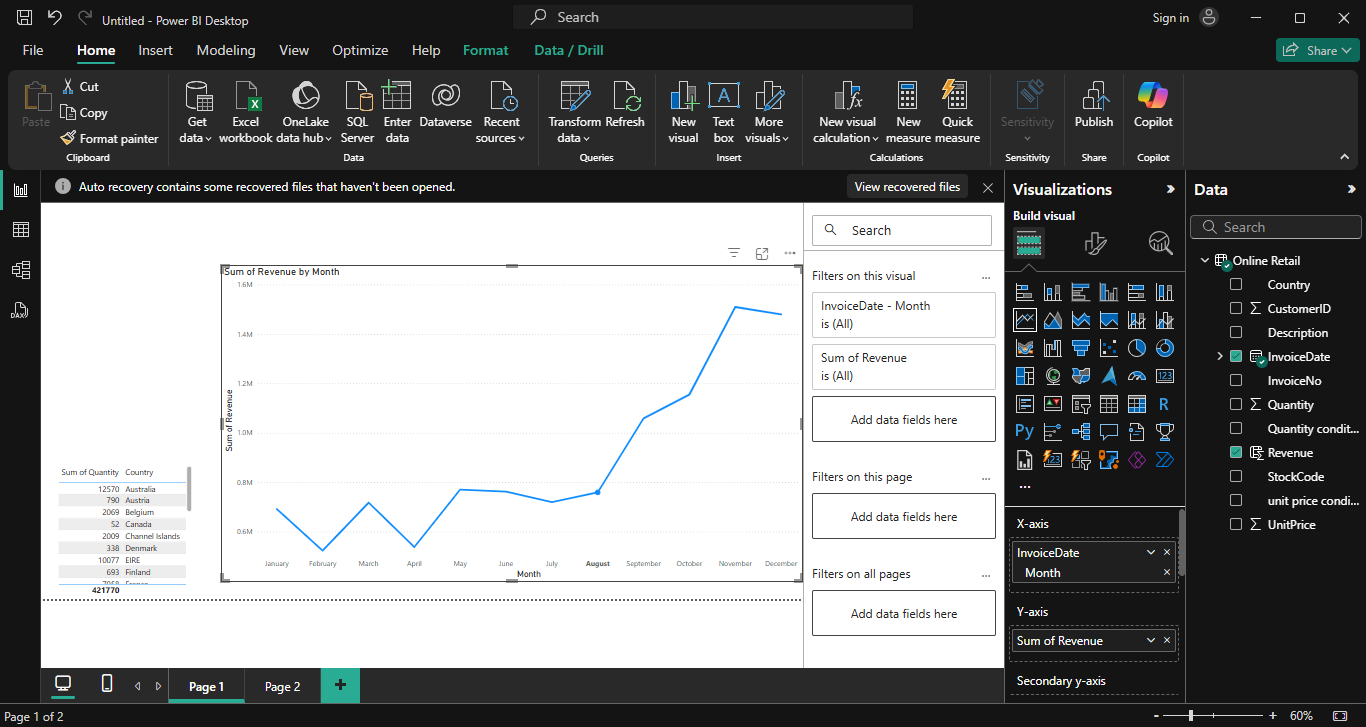 Untitled - Power BI Desktop
Search
Sign in
File
Home
Insert
Modeling
View
Optimize
Help
Format
Data / Drill
Share
Paste
Cut
Copy
Format painter
Clipboard
Get data
Excel workbook
OneLake data hub
SQL Server
Enter data
Dataverse
Recent sources
Data
Transform data
Refresh
Queries
New visual
Text box
More visuals
Insert
New visual calculation
New measure
Quick measure
Calculations
Sensitivity
Sensitivity
Publish
Share
Copilot
Copilot
Auto recovery contains some recovered files that haven't been opened.
View recovered files
Sum of Revenue by Month
1.6M
1.4M
1.2M
1.0M
0.8M
0.6M
Sum of Revenue
January
February
March
April
May
June
July
August
September
October
November
December
Month
Sum of Quantity Country
12570 Australia
790 Austria
2069 Belgium
52 Canada
2009 Channel Islands
338 Denmark
10077 EIRE
693 Finland
7058 France
421770
Search
Filters on this visual
...
InvoiceDate - Month
is (All)
Sum of Revenue
is (All)
Add data fields here
Filters on this page
...
Add data fields here
Filters on all pages
...
Add data fields here
Visualizations
Build visual
123
R
Py
123
...
X-axis
InvoiceDate
Month
Y-axis
Sum of Revenue
Secondary y-axis
Data
Search
Online Retail
Country
CustomerID
Description
InvoiceDate
InvoiceNo
Quantity
Quantity condit...
Revenue
StockCode
unit price condi...
UnitPrice
DAX
Page 1
Page 2
+
Page 1 of 2
- + 60%